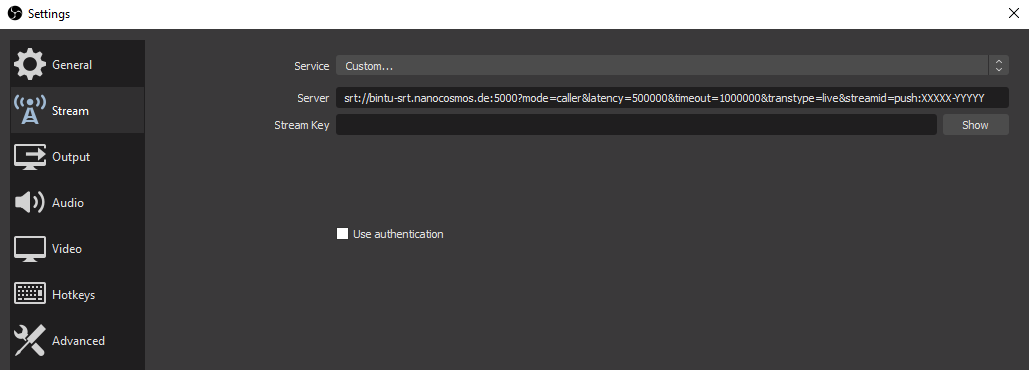 Settings
General
Stream
Output
Audio
Video
Hotkeys
Advanced
Service Custom...
Server srt://bintu-srt.nanocosmos.de:5000?mode=caller&latency=500000&timeout=1000000&transtype=live&streamid=push:XXXXX-YYYYY
Stream Key Show
Use authentication